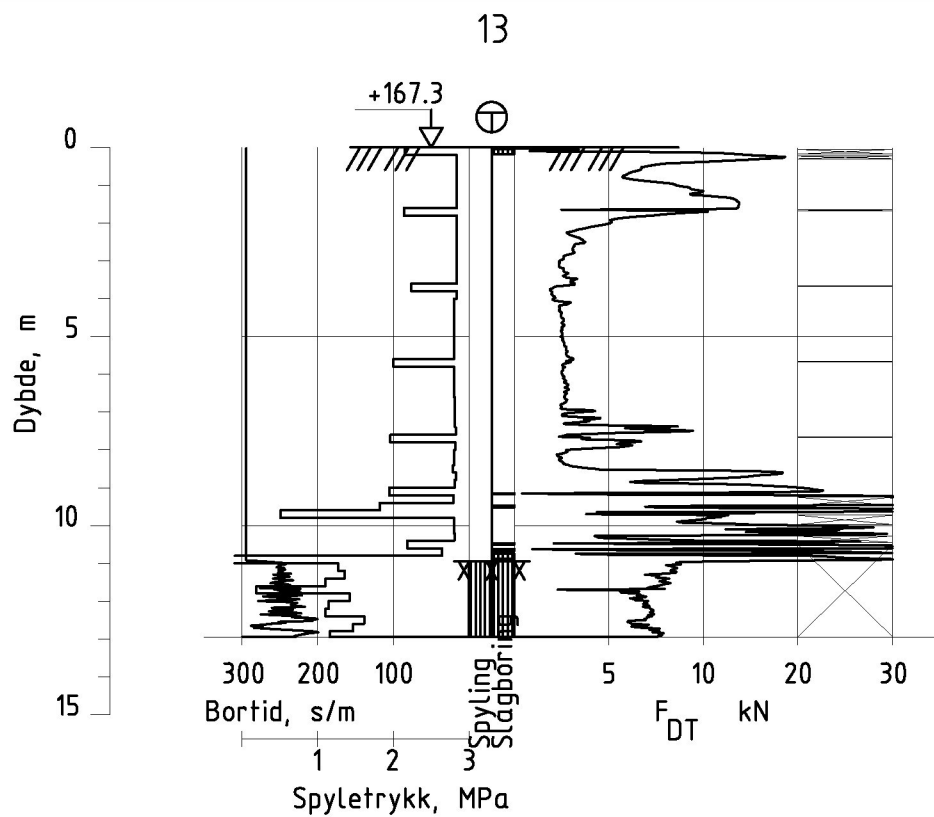 13
+167.3
0
5
10
15
Dybde, m
300 200 100 5 10 20 30
Bortid, s/m
Spyling
Slagboring
F DT kN
1 2 3
Spyletrykk, MPa